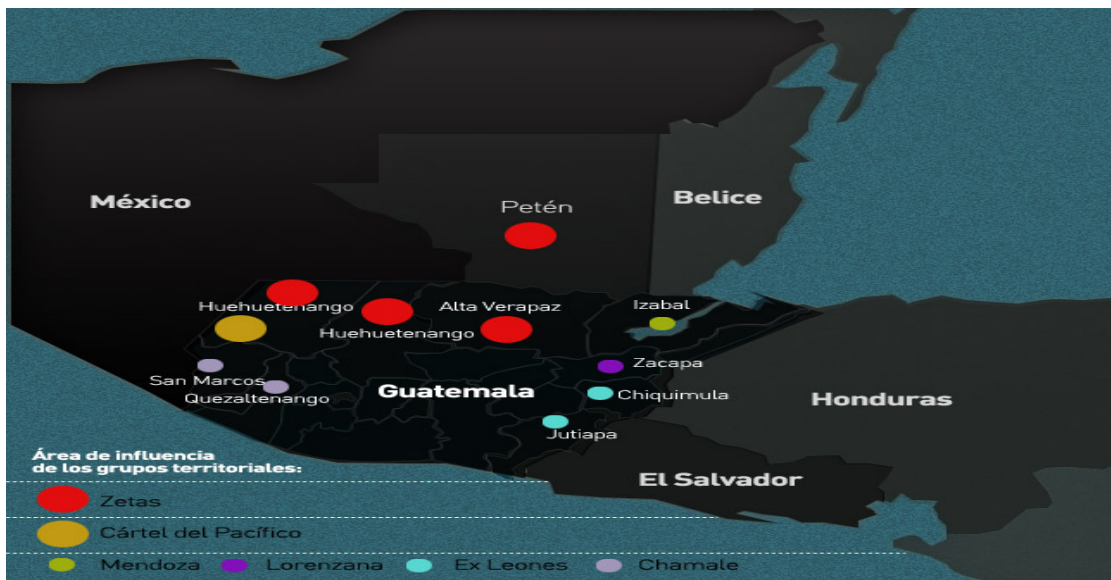 México
Belice
Petén
Huehuetenango
Alta Verapaz
Izabal
Huehuetenango
Zacapa
San Marcos
Quezaltenango
Guatemala
Chiquimula
Honduras
Jutiapa
El Salvador
Área de influencia
de los grupos territoriales:
Zetas
Cártel del Pacífico
Mendoza Lorenzana Ex Leones Chamale